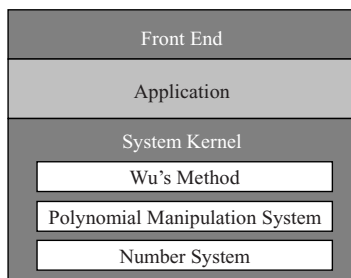 Front End
Application
System Kernel
Wu's Method
Polynomial Manipulation System
Number System